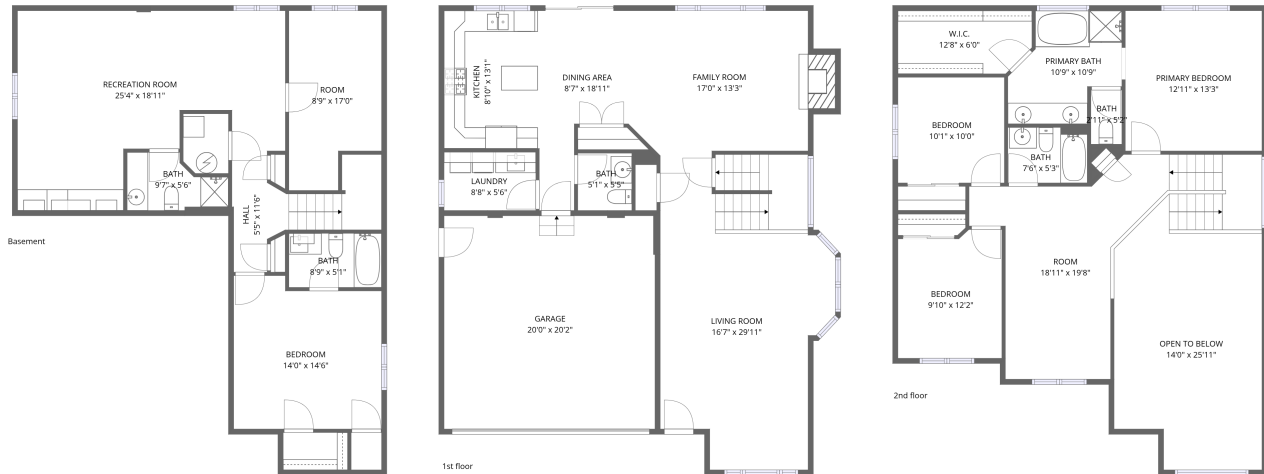 RECREATION ROOM
25'4" x 18'11"
ROOM
8'9" x 17'0"
BATH
9'7" x 5'6"
HALL
5'5" x 11'6"
BATH
8'9" x 5'1"
BEDROOM
14'0" x 14'6"
Basement
KITCHEN
8'10" x 13'1"
DINING AREA
8'7" x 18'11"
FAMILY ROOM
17'0" x 13'3"
LAUNDRY
8'8" x 5'6"
BATH
5'1" x 5'5"
GARAGE
20'0" x 20'2"
LIVING ROOM
16'7" x 29'11"
1st floor
W.I.C.
12'8" x 6'0"
PRIMARY BATH
10'9" x 10'9"
PRIMARY BEDROOM
12'11" x 13'3"
BATH
2'11" x 5'2"
BEDROOM
10'1" x 10'0"
BATH
7'6" x 5'3"
ROOM
18'11" x 19'8"
BEDROOM
9'10" x 12'2"
OPEN TO BELOW
14'0" x 25'11"
2nd floor